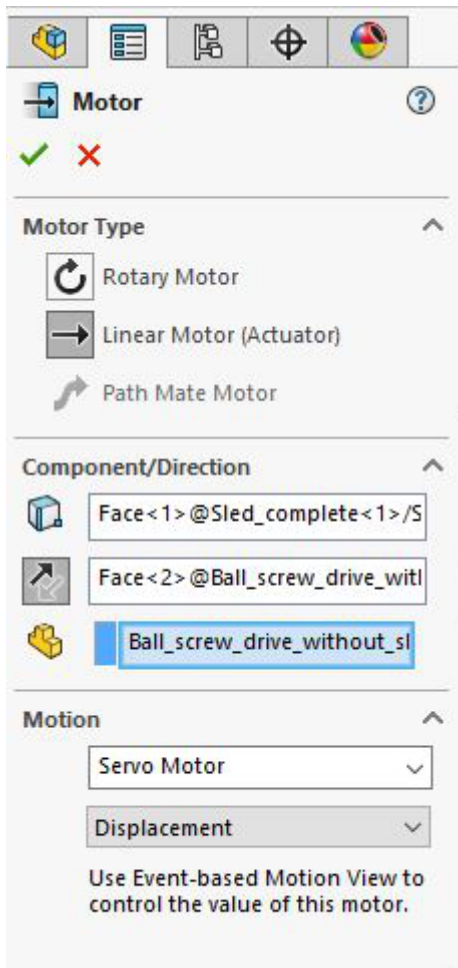 Motor
Motor Type
Rotary Motor
Linear Motor (Actuator)
Path Mate Motor
Component/Direction
Face<1>@Sled_complete<1>/S
Face<2>@Ball_screw_drive_witl
Ball_screw_drive_without_sl
Motion
Servo Motor
Displacement
Use Event-based Motion View to
control the value of this motor.